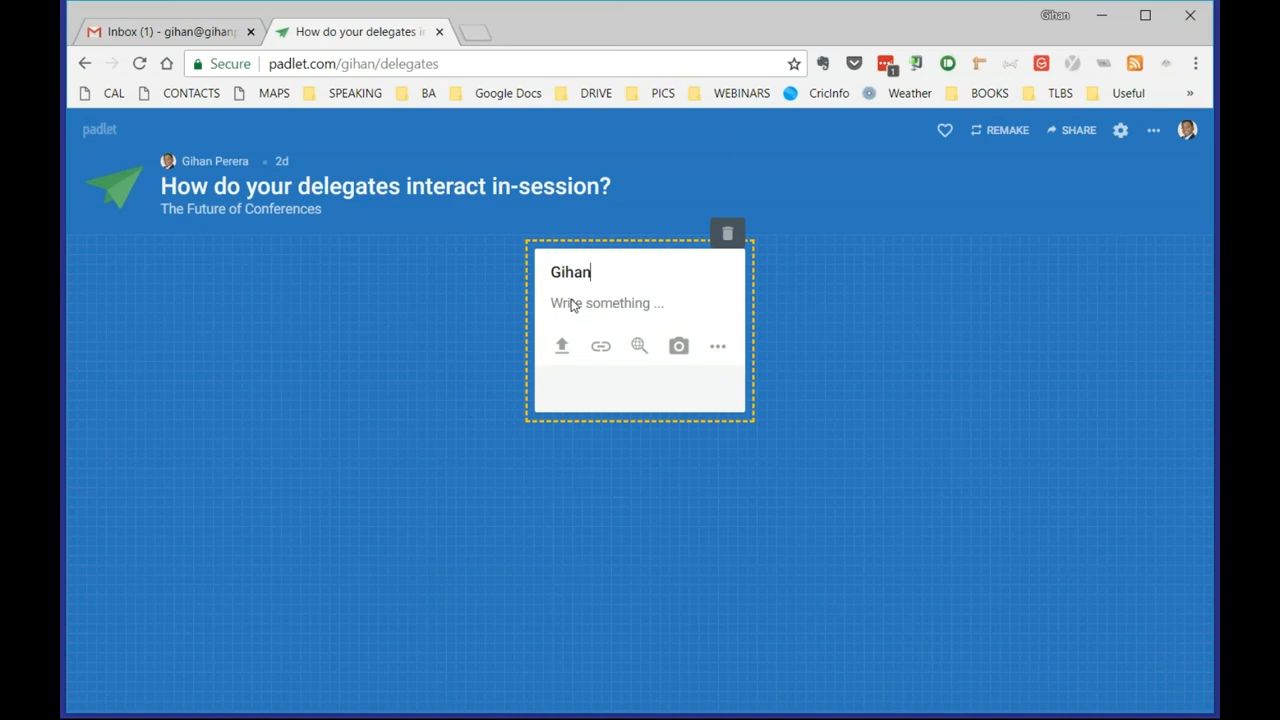 Gihan
Inbox (1) - gihan@gihanp
How do your delegates i
Secure
padlet.com/gihan/delegates
1
CAL CONTACTS MAPS SPEAKING BA Google Docs DRIVE PICS WEBINARS CricInfo Weather BOOKS TLBS Useful »
padlet
REMAKE SHARE
Gihan Perera 2d
How do your delegates interact in-session?
The Future of Conferences
Gihan
Write something ...